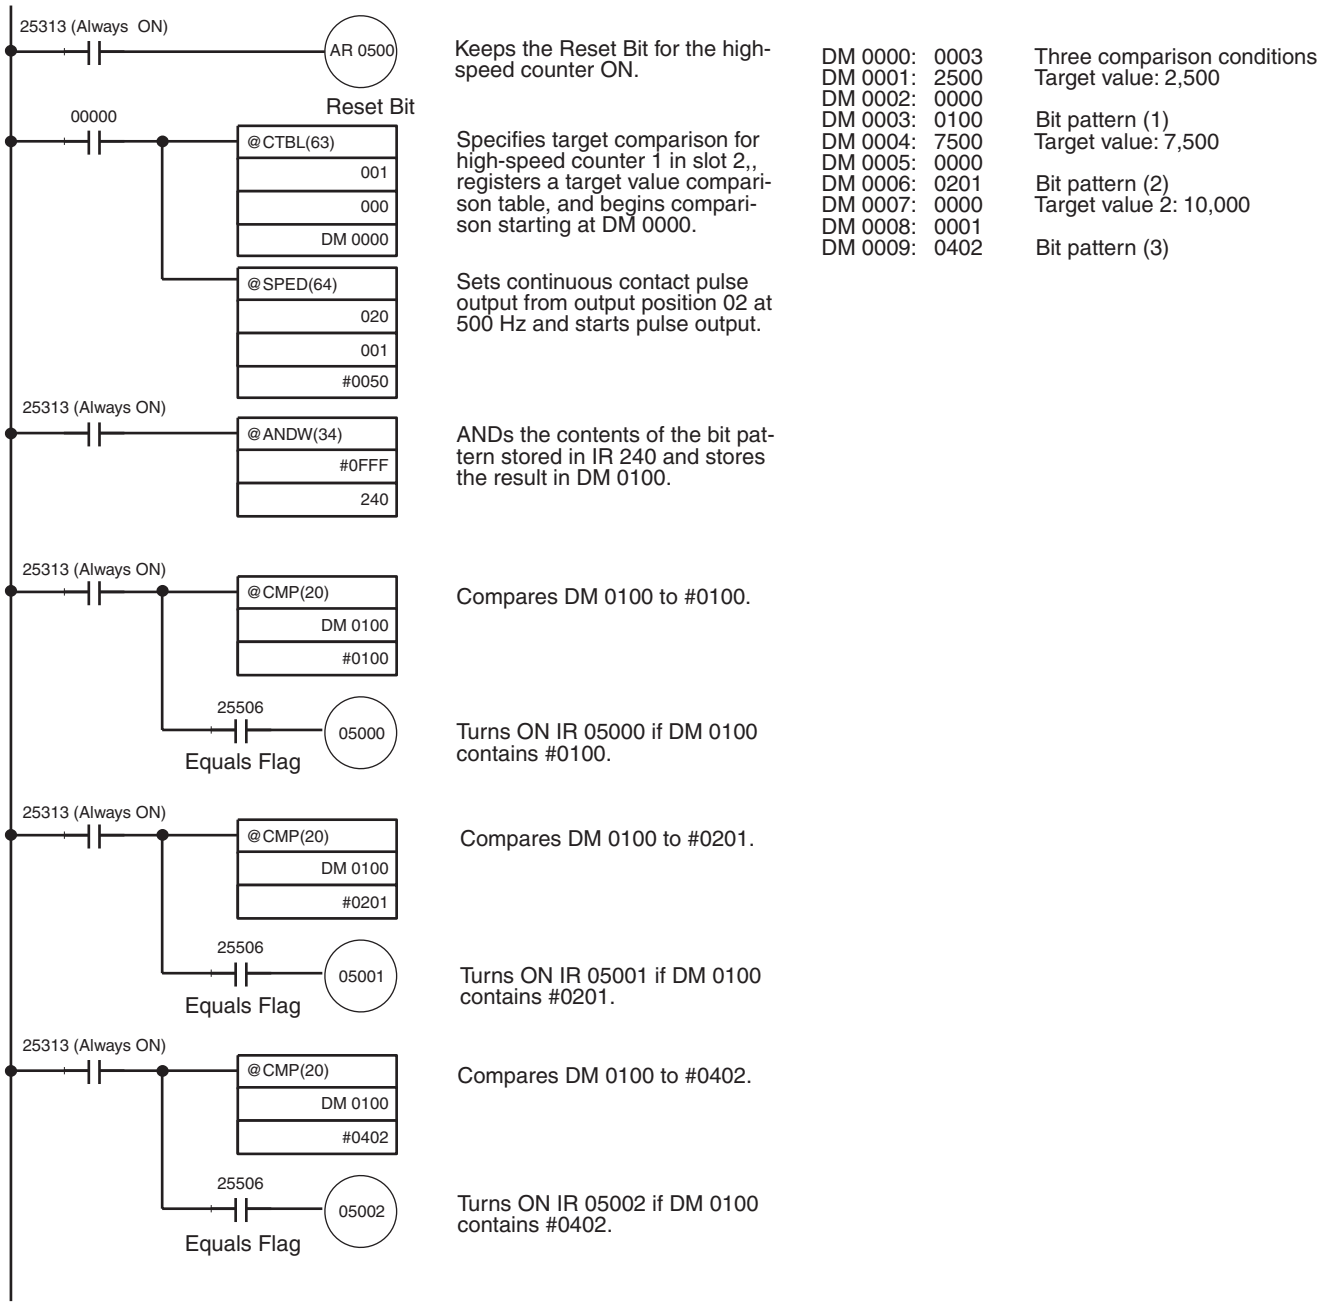 25313 (Always ON)
AR 0500
Reset Bit
Keeps the Reset Bit for the high-
speed counter ON.
00000
@CTBL(63)
001
000
DM 0000
Specifies target comparison for
high-speed counter 1 in slot 2,,
registers a target value compari-
son table, and begins compari-
son starting at DM 0000.
@SPED(64)
020
001
#0050
Sets continuous contact pulse
output from output position 02 at
500 Hz and starts pulse output.
DM 0000: 0003 Three comparison conditions
DM 0001: 2500 Target value: 2,500
DM 0002: 0000
DM 0003: 0100 Bit pattern (1)
DM 0004: 7500 Target value: 7,500
DM 0005: 0000
DM 0006: 0201 Bit pattern (2)
DM 0007: 0000 Target value 2: 10,000
DM 0008: 0001
DM 0009: 0402 Bit pattern (3)
25313 (Always ON)
@ANDW(34)
#0FFF
240
ANDs the contents of the bit pat-
tern stored in IR 240 and stores
the result in DM 0100.
25313 (Always ON)
@CMP(20)
DM 0100
#0100
Compares DM 0100 to #0100.
25506
Equals Flag
05000
Turns ON IR 05000 if DM 0100
contains #0100.
25313 (Always ON)
@CMP(20)
DM 0100
#0201
Compares DM 0100 to #0201.
25506
Equals Flag
05001
Turns ON IR 05001 if DM 0100
contains #0201.
25313 (Always ON)
@CMP(20)
DM 0100
#0402
Compares DM 0100 to #0402.
25506
Equals Flag
05002
Turns ON IR 05002 if DM 0100
contains #0402.